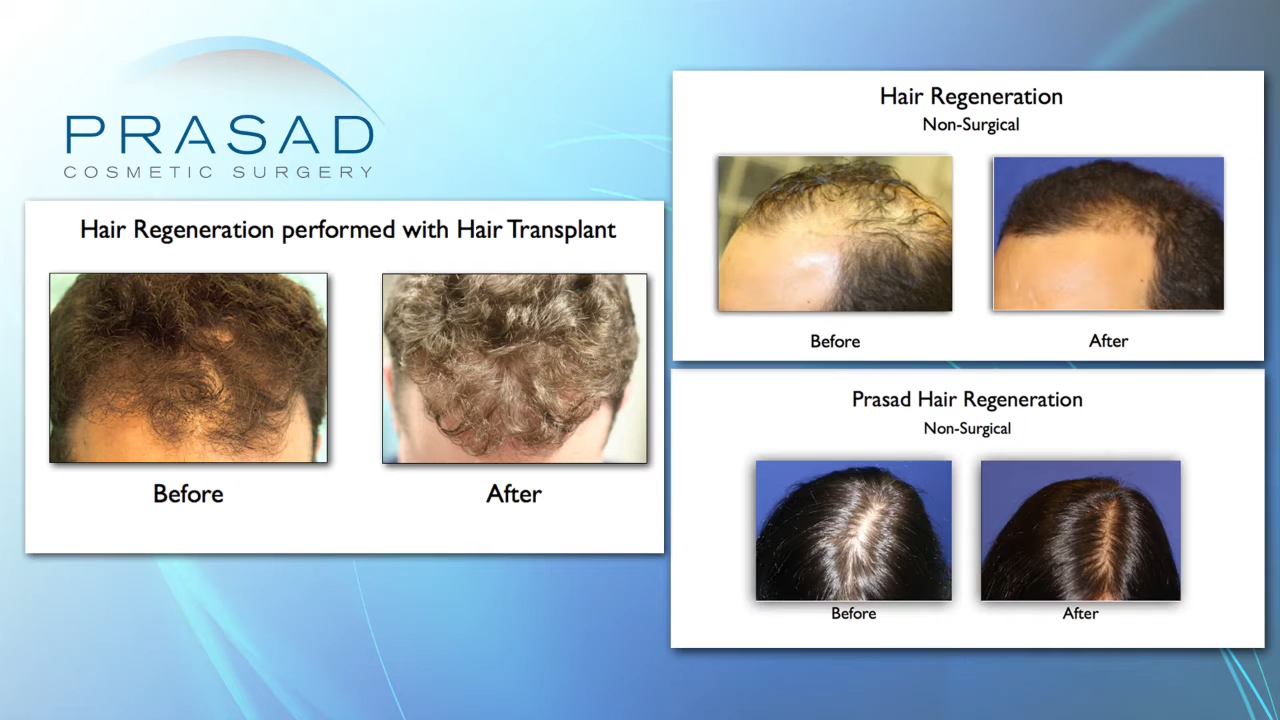 PRASAD
COSMETIC SURGERY
Hair Regeneration performed with Hair Transplant
Before
After
Hair Regeneration
Non-Surgical
Before
After
Prasad Hair Regeneration
Non-Surgical
Before
After